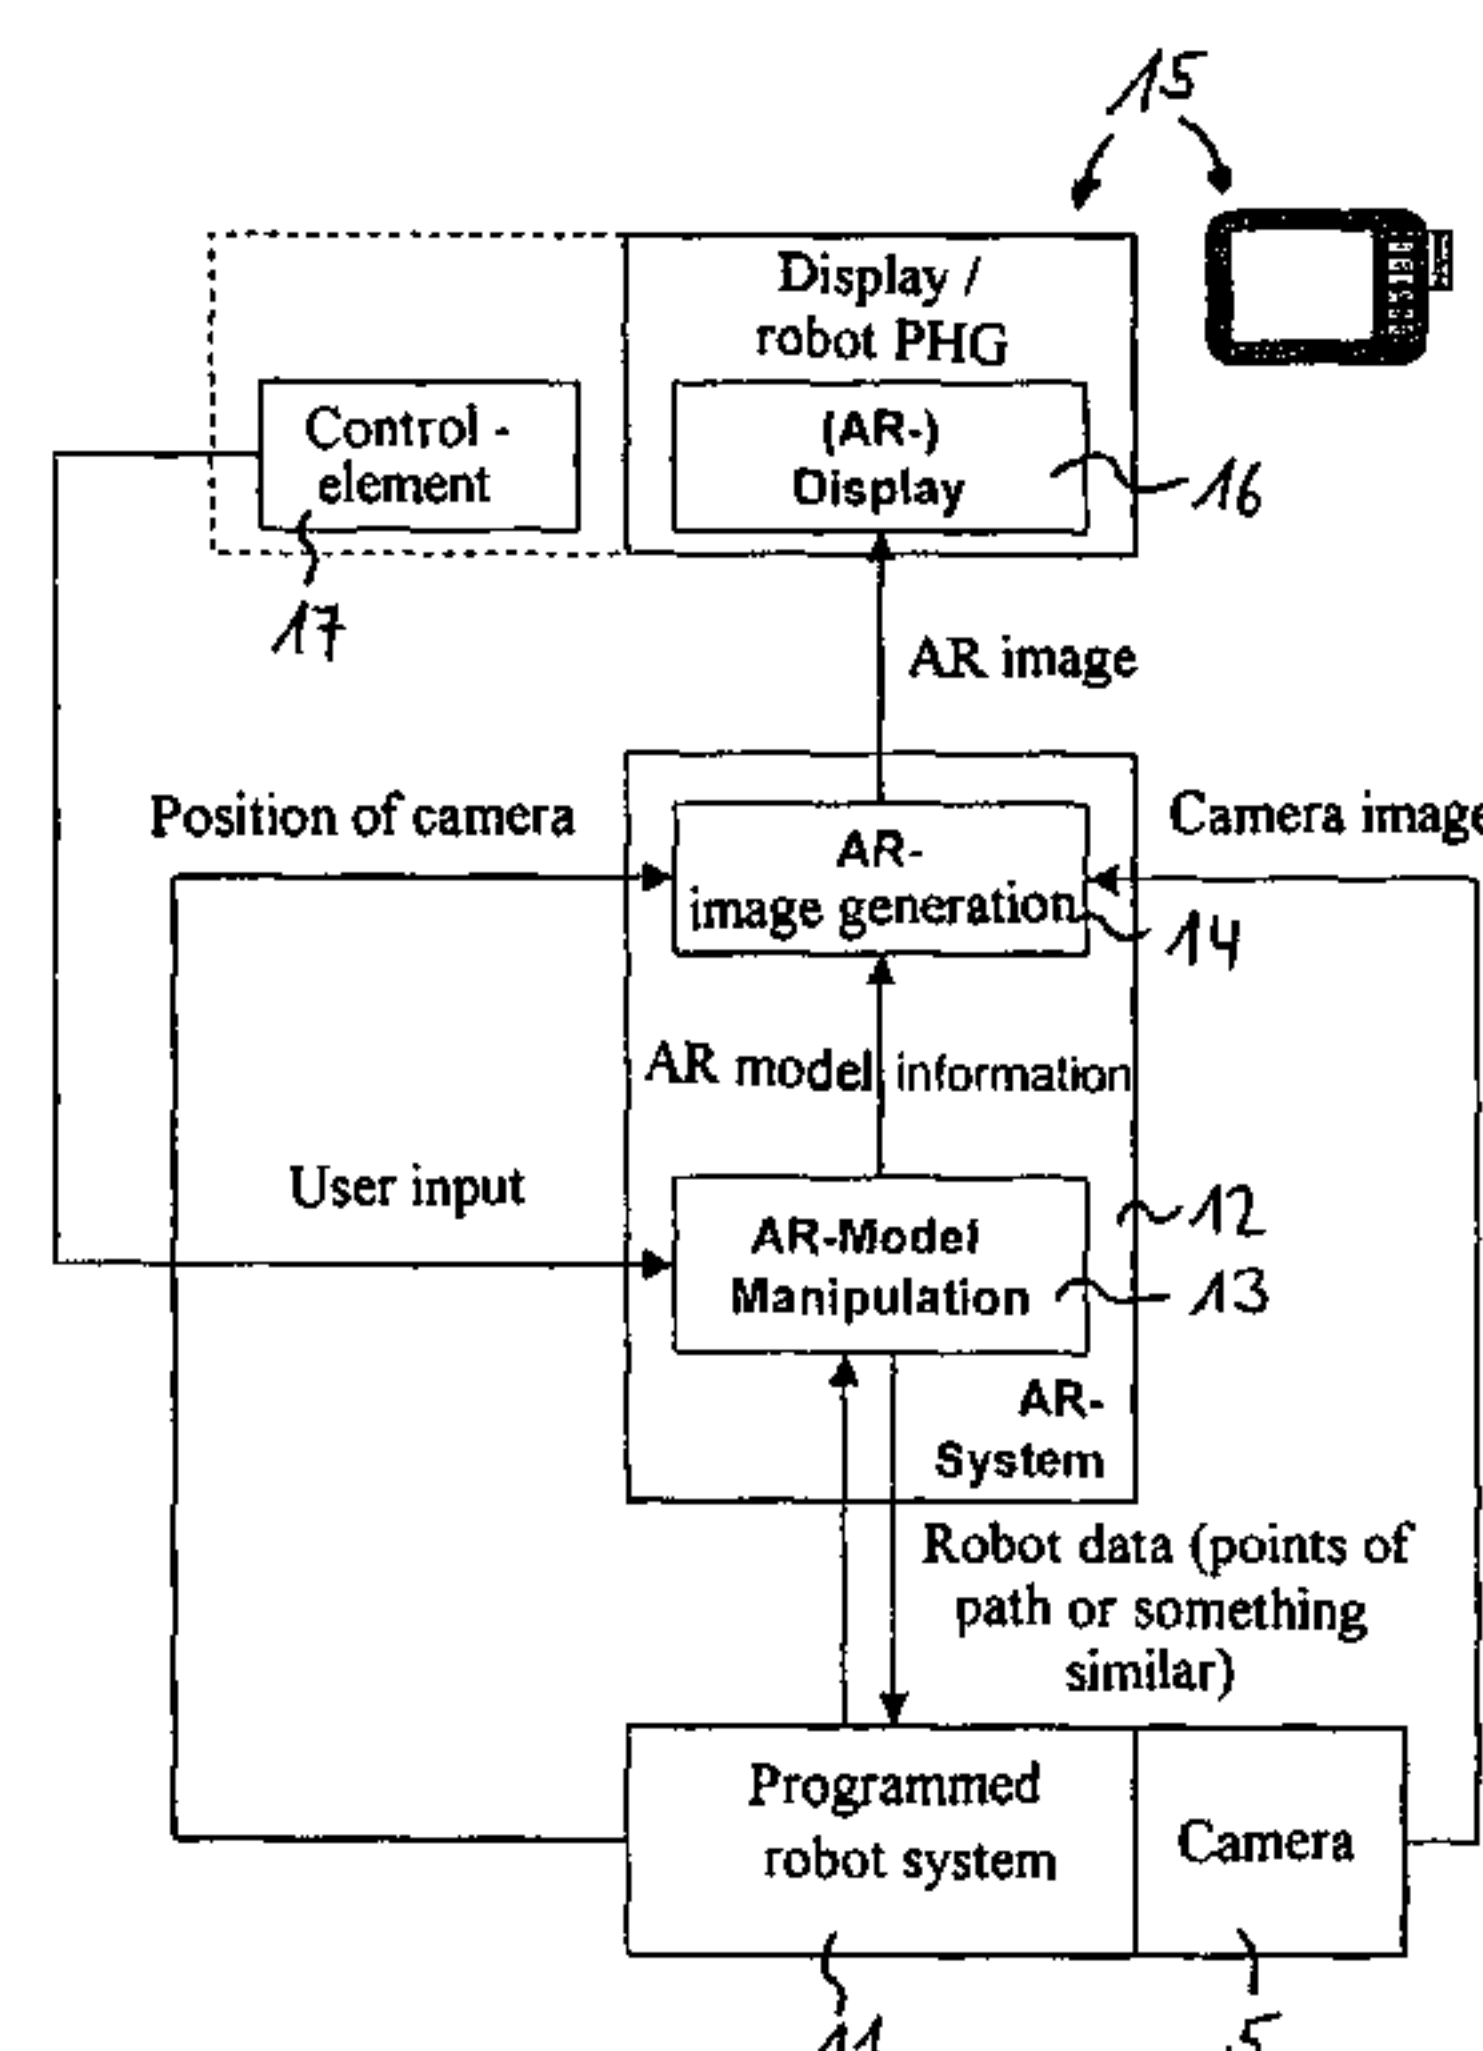 15
Display /
robot PHG
Control -
element
(AR-)
Display
16
17
AR image
Position of camera
Camera image
AR-
image generation
14
AR model information
User input
12
AR-Model
Manipulation
13
AR-
System
Robot data (points of
path or something
similar)
Programmed
robot system
Camera
11
5